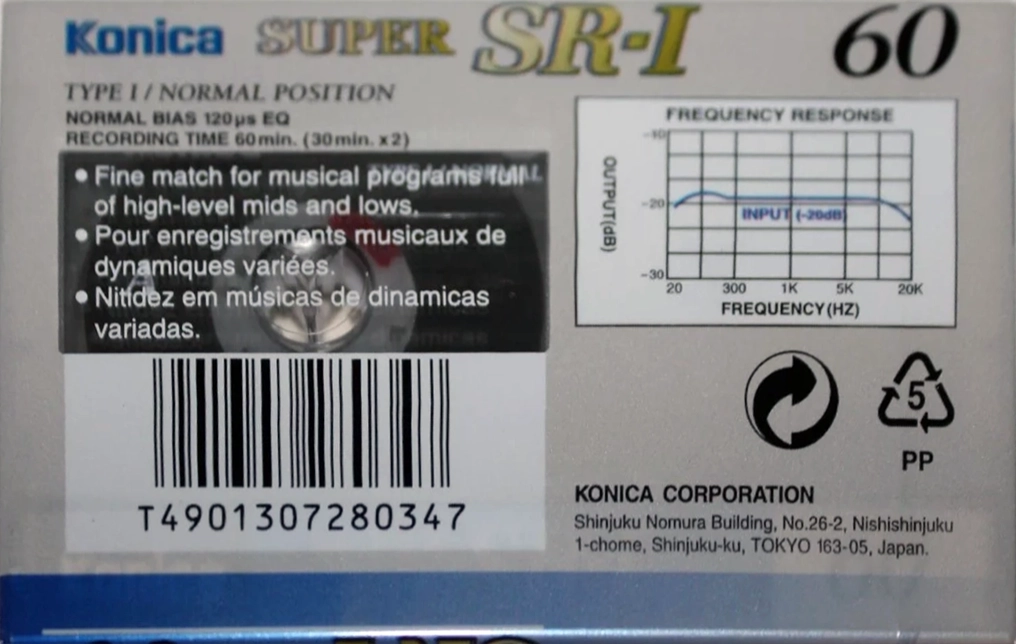 Konica SUPER SR-I 60
TYPE I / NORMAL POSITION
NORMAL BIAS 120µs EQ
RECORDING TIME 60min. (30min. x2)
• Fine match for musical programs full
of high-level mids and lows.
• Pour enregistrements musicaux de
dynamiques variées.
• Nitidez em músicas de dinamicas
variadas.
T4901307280347
FREQUENCY RESPONSE
OUTPUT(dB)
-10
-20
INPUT (-20dB)
-30
20 300 1K 5K 20K
FREQUENCY(HZ)
5
PP
KONICA CORPORATION
Shinjuku Nomura Building, No.26-2, Nishishinjuku
1-chome, Shinjuku-ku, TOKYO 163-05, Japan.